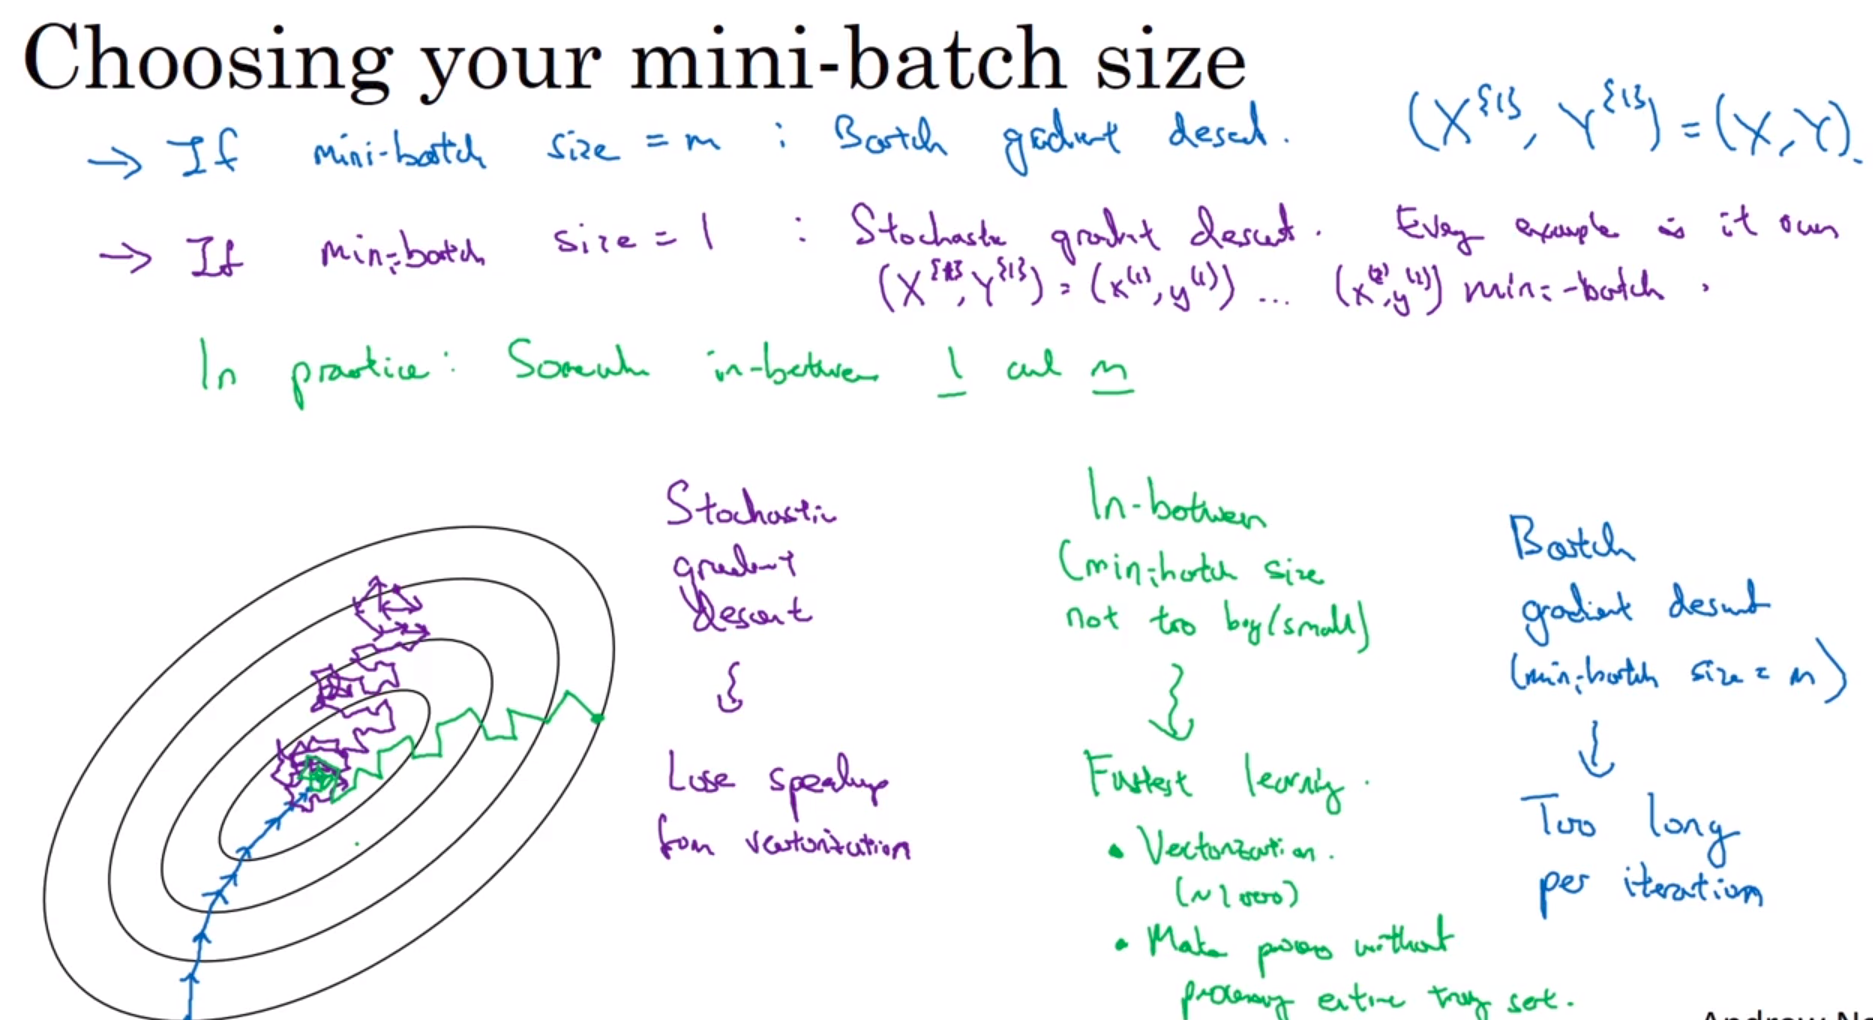 Choosing your mini-batch size
→ If mini-batch size = m : Batch gradient descent. (X^{1}, Y^{1}) = (X, Y).
→ If mini-batch size = 1 : Stochastic gradient descent. Every example is it own
(X^{1}, Y^{1}) = (x^(1), y^(1)) ... (x^(2), y^(2)) mini-batch.
In practice: Somewhere in-between 1 and m
Stochastic
gradient
descent
Lose speedup
from vectorization
In-between
(mini-batch size
not too big/small)
Fastest learning.
• Vectorization.
(~1000)
• Make progress without
processing entire training set.
Batch
gradient descent
(mini-batch size = m)
Too long
per iteration
Andrew